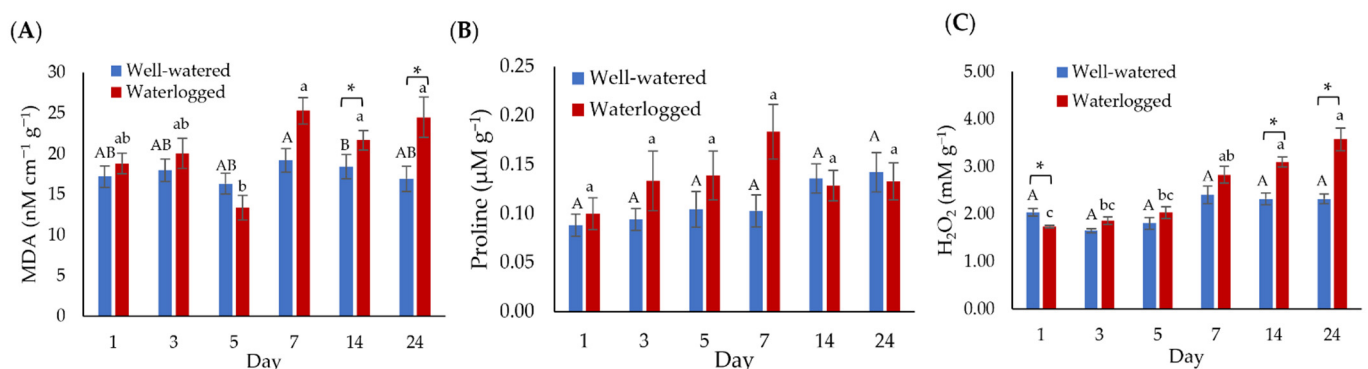 (A)
MDA (nM cm⁻¹ g⁻¹)
30
25
20
15
10
5
0
Well-watered
Waterlogged
AB ab AB ab AB b A a B * a AB * a
1 3 5 7 14 24
Day
(B)
Proline (µM g⁻¹)
0.25
0.20
0.15
0.10
0.05
0.00
Well-watered
Waterlogged
A a A a A a A a A a A a
1 3 5 7 14 24
Day
(C)
H₂O₂ (mM g⁻¹)
5.00
4.00
3.00
2.00
1.00
0.00
Well-watered
Waterlogged
* A c A bc A bc A ab A * a A * a
1 3 5 7 14 24
Day